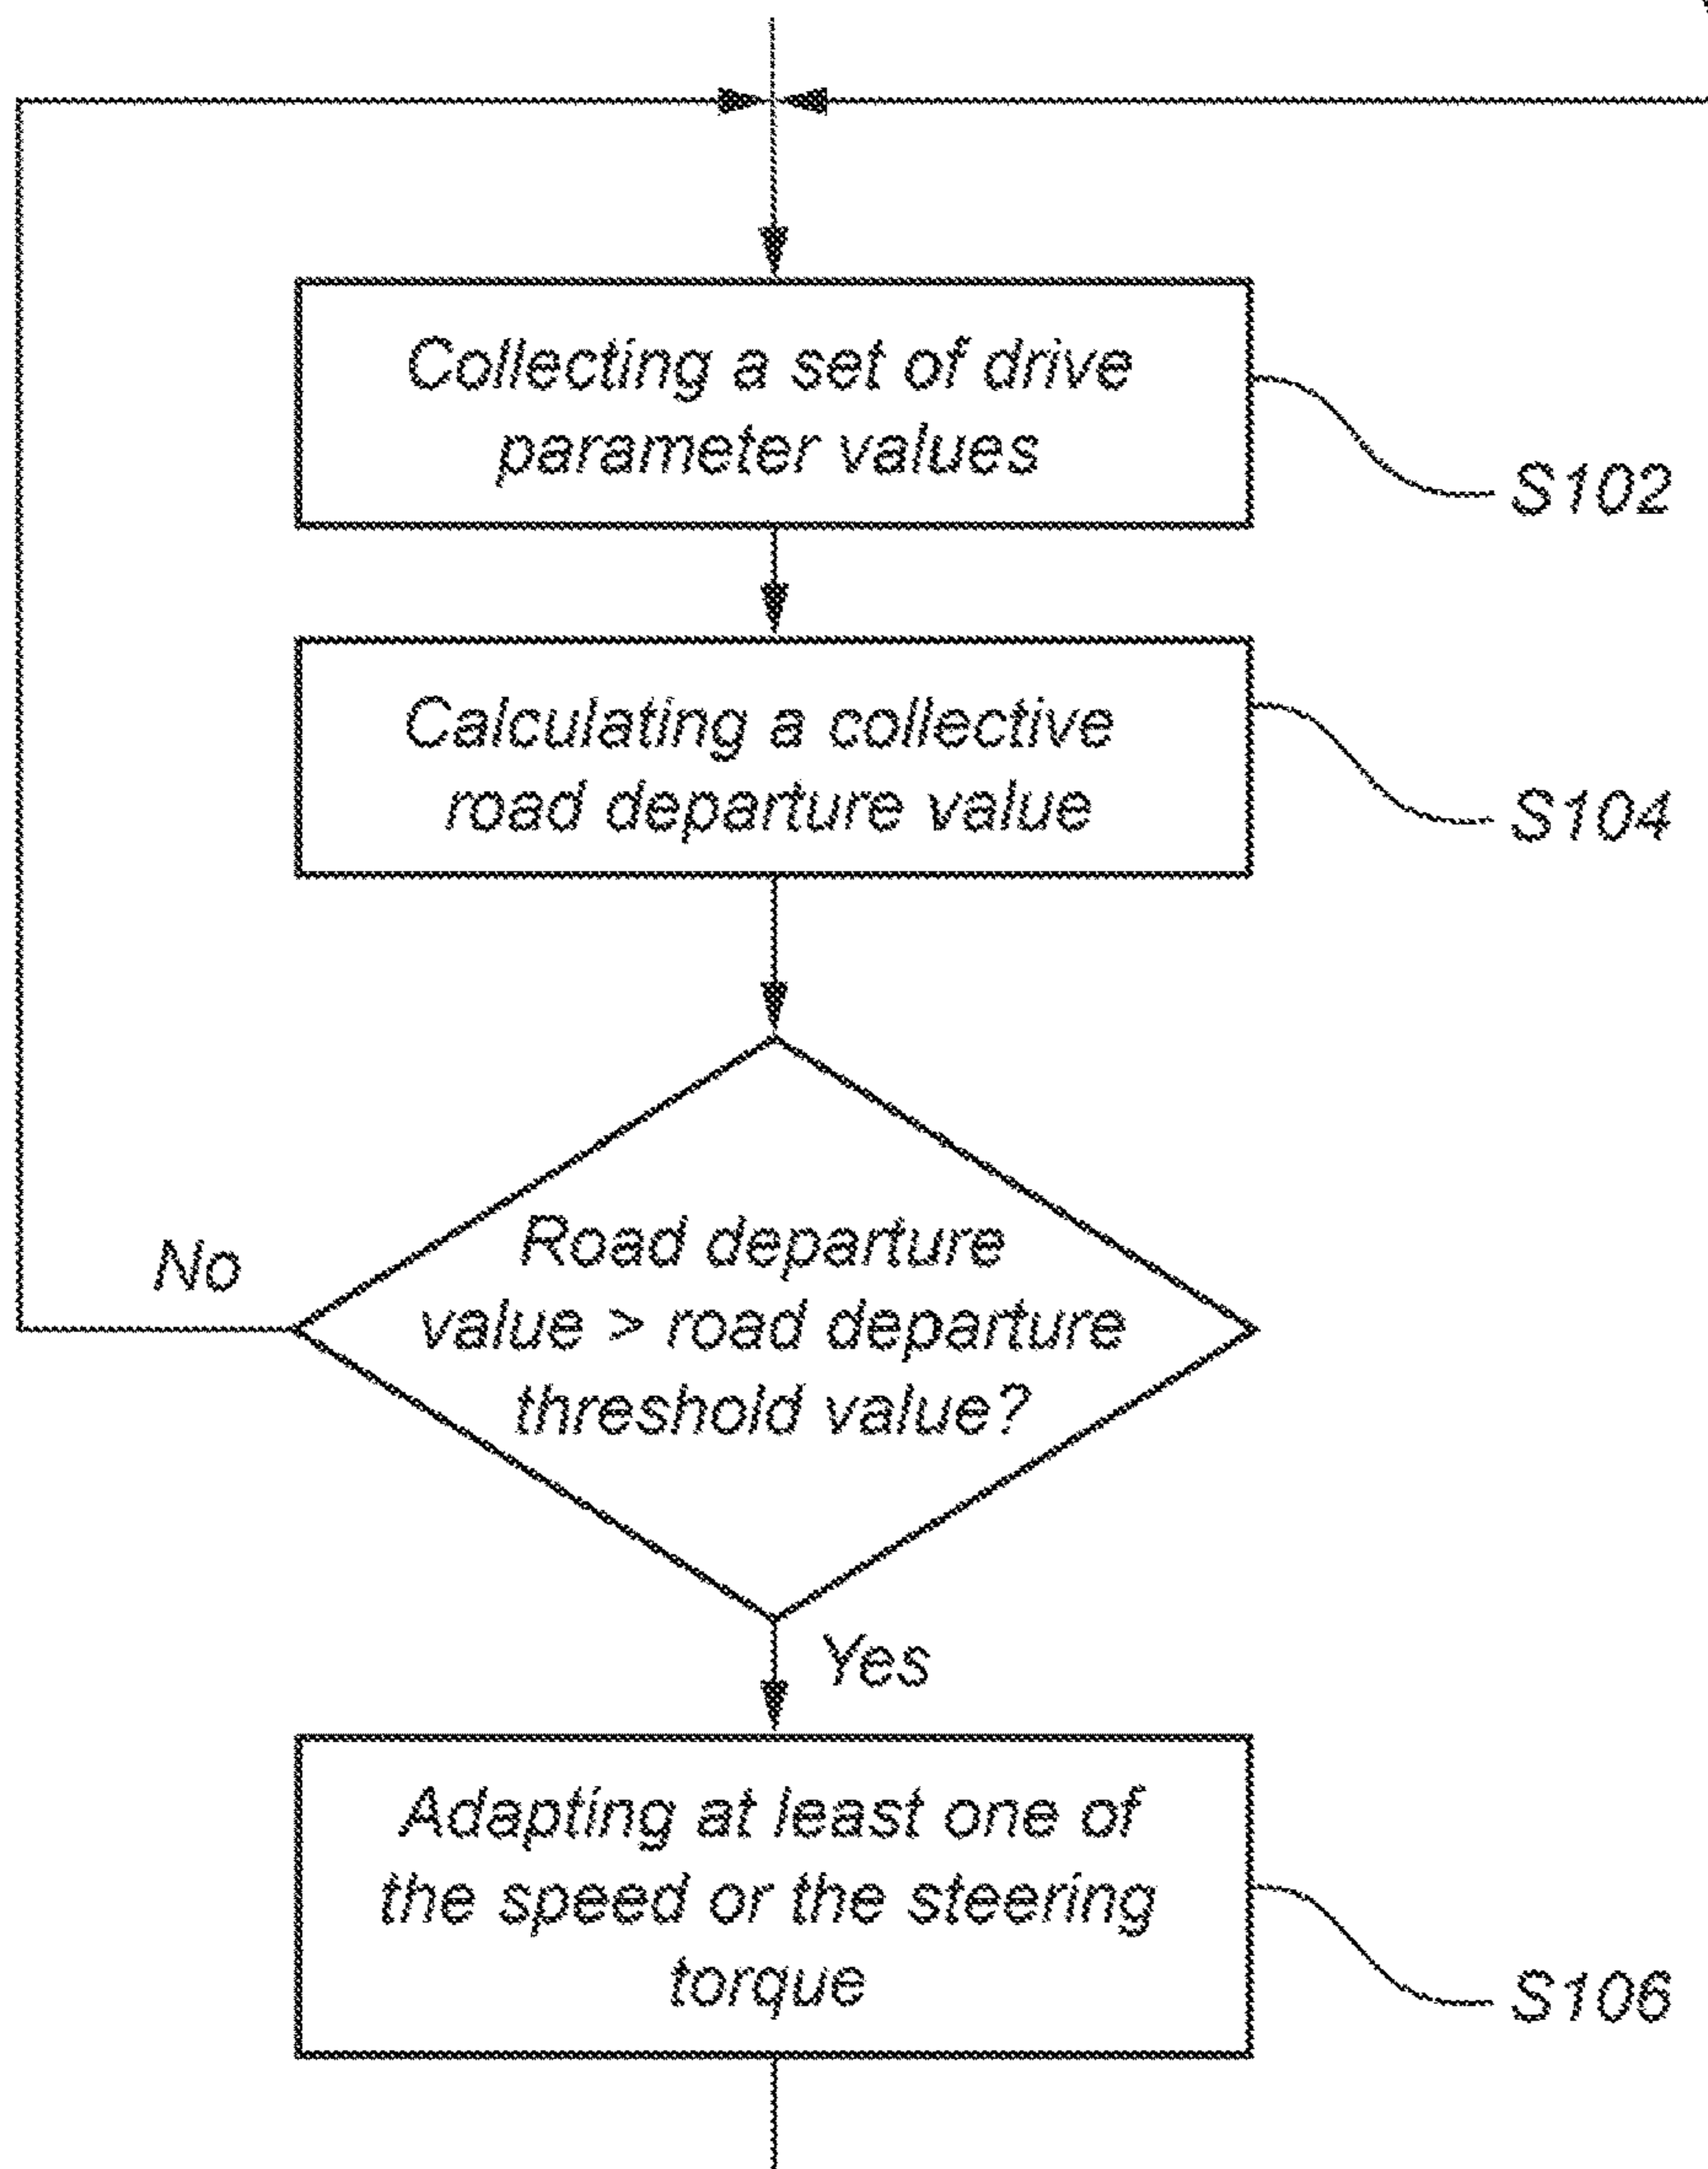 Collecting a set of drive
parameter values
S102
Calculating a collective
road departure value
S104
Road departure
value > road departure
threshold value?
No
Yes
Adapting at least one of
the speed or the steering
torque
S106